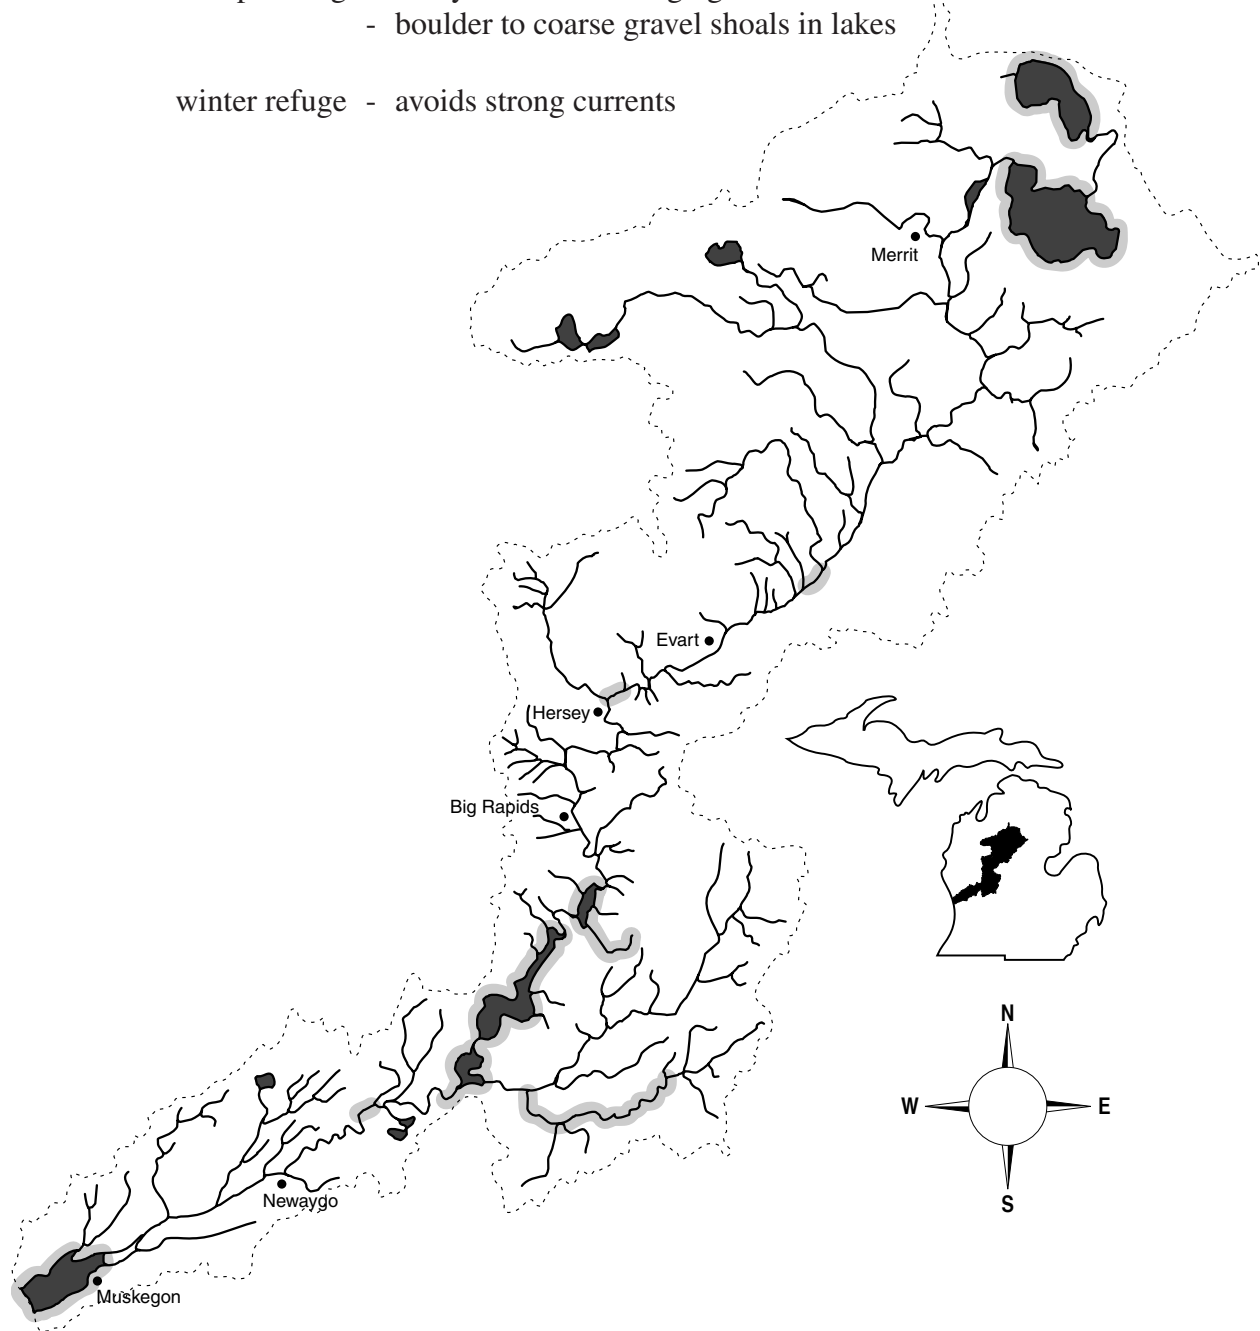 - boulder to coarse gravel shoals in lakes
winter refuge - avoids strong currents
Merrit
Evart
Hersey
Big Rapids
N
W
E
S
Newaygo
Muskegon